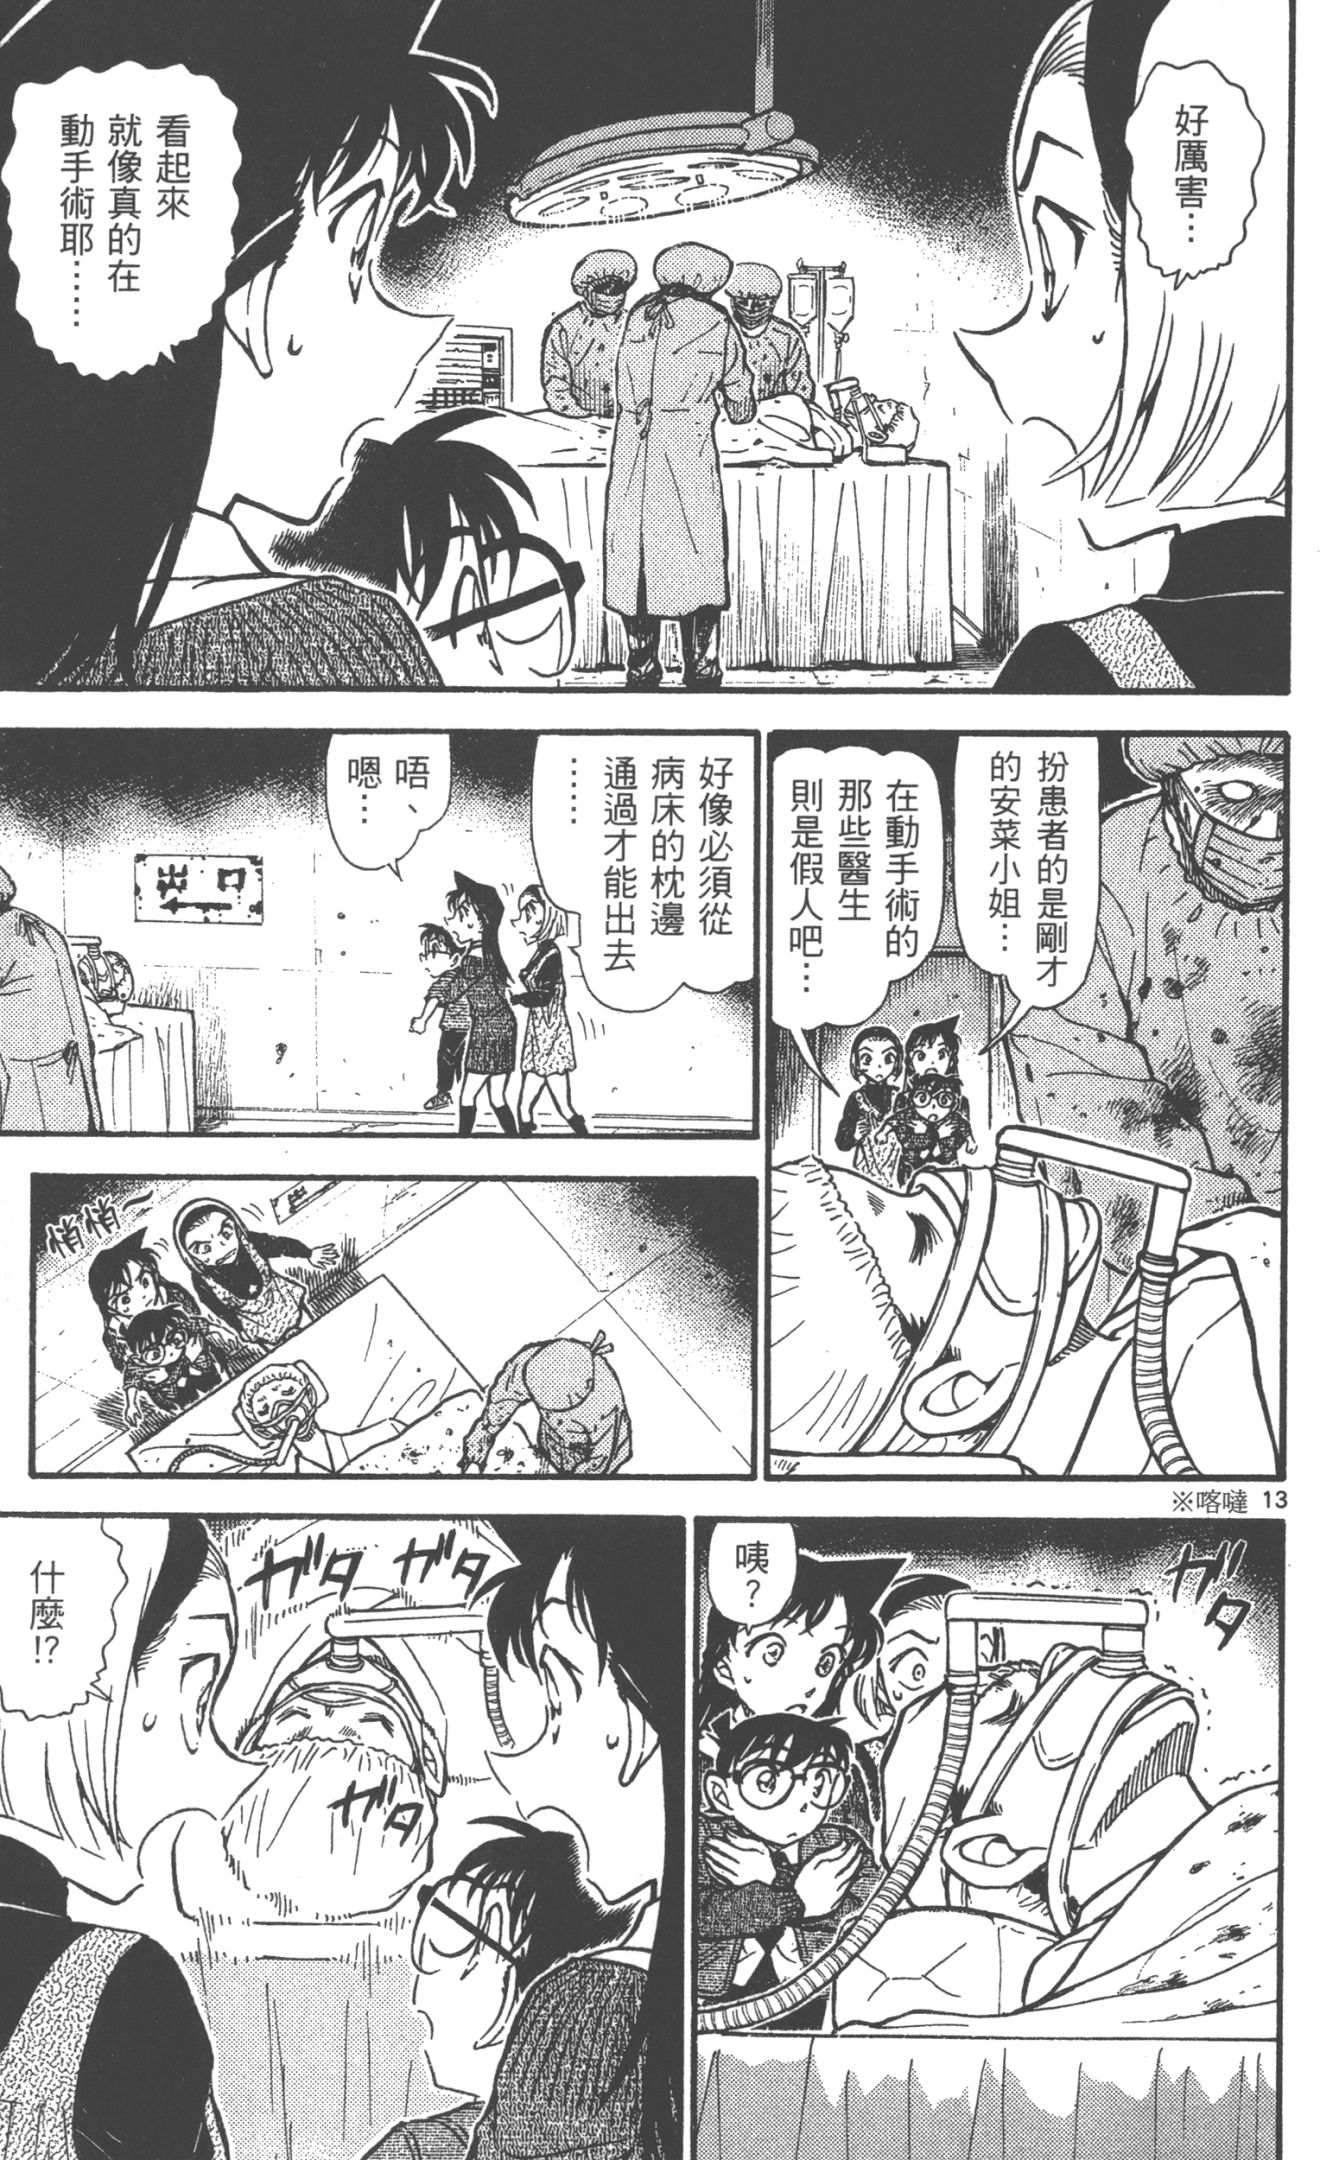 好厲害…
看起來
就像真的在
動手術耶……
扮患者的是剛才
的安菜小姐…
在動手術的
那些醫生
則是假人吧…
好像必須從
病床的枕邊
通過才能出去
……
唔、
嗯…
出口
悄悄~
※喀噠 13
ガタ
咦?
ガタ
ガタ
ガタ
什麼!?